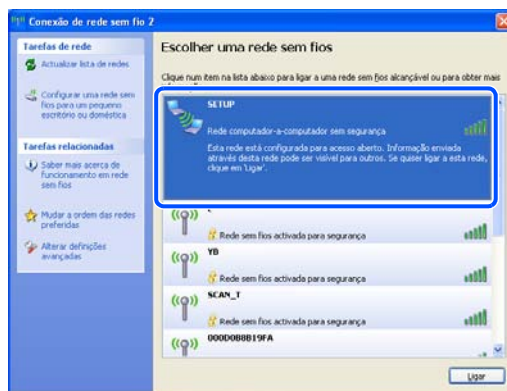 Conexão de rede sem fio 2
Tarefas de rede
Actualizar lista de redes
Configurar uma rede sem
fios para um pequeno
escritório ou doméstica
Tarefas relacionadas
Saber mais acerca de
funcionamento em rede
sem fios
Mudar a ordem das redes
preferidas
Alterar definições
avançadas
Escolher uma rede sem fios
Clique num item na lista abaixo para ligar a uma rede sem fios alcançável ou para obter mais
SETUP
Rede computador-a-computador sem segurança
Esta rede está configurada para acesso aberto. Informação enviada
através desta rede pode ser visível para outros. Se quiser ligar a esta rede,
clique em 'Ligar'.
Rede sem fios activada para segurança
YB
Rede sem fios activada para segurança
SCAN_T
Rede sem fios activada para segurança
000D0B8B19FA
Ligar